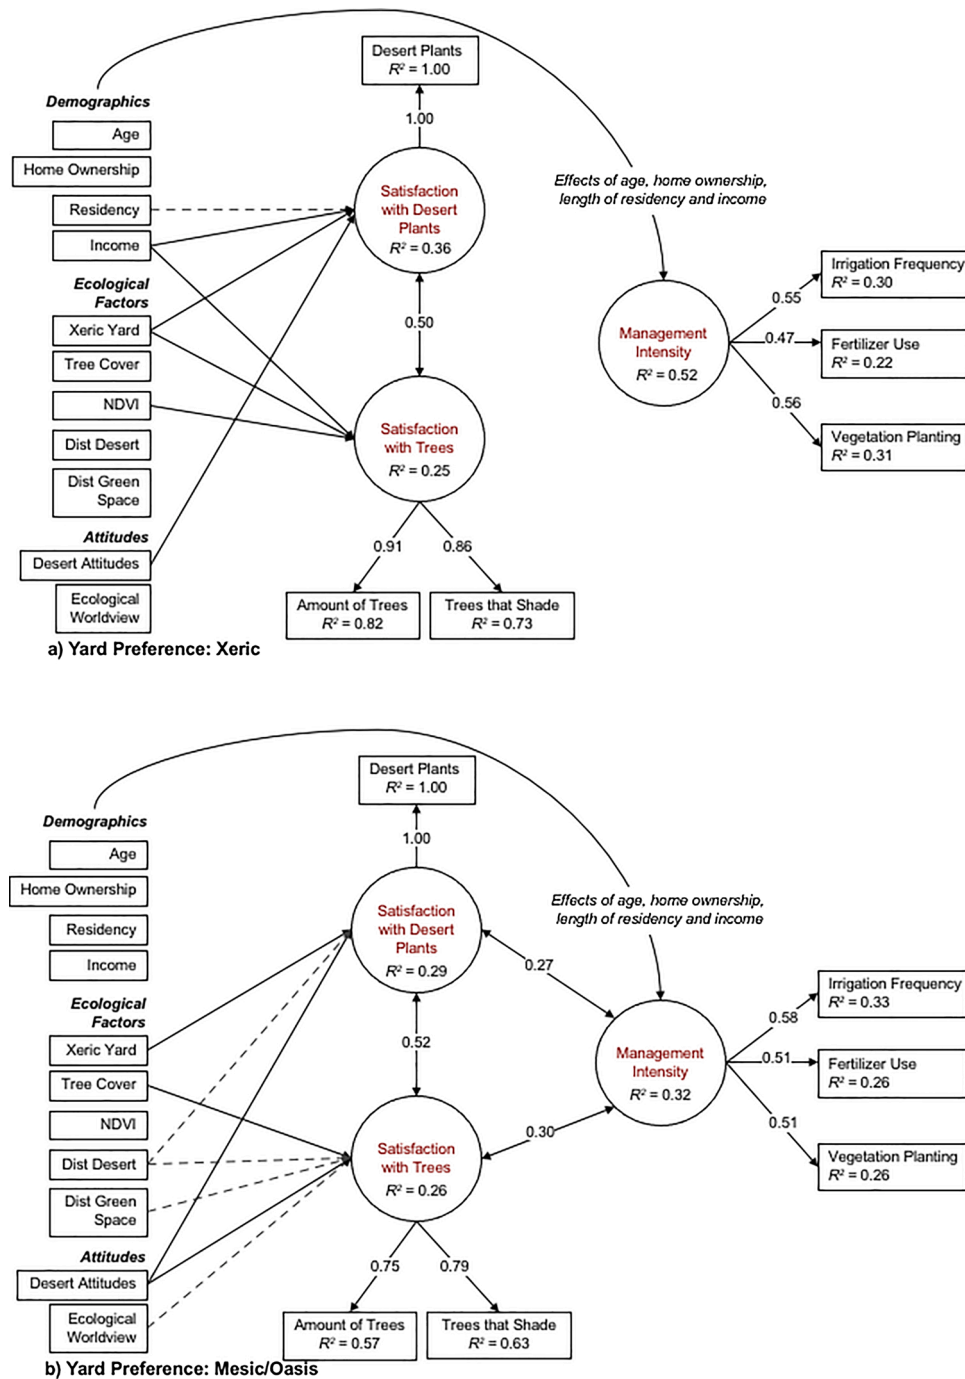 Desert Plants
R² = 1.00
Demographics
1.00
Age
Home Ownership
Residency
Income
Satisfaction
with Desert
Plants
R² = 0.36
Effects of age, home ownership,
length of residency and income
Ecological
Factors
Xeric Yard
Tree Cover
NDVI
Dist Desert
Dist Green
Space
0.50
Satisfaction
with Trees
R² = 0.25
Management
Intensity
R² = 0.52
0.55
0.47
0.56
Irrigation Frequency
R² = 0.30
Fertilizer Use
R² = 0.22
Vegetation Planting
R² = 0.31
Attitudes
Desert Attitudes
Ecological
Worldview
0.91
0.86
Amount of Trees
R² = 0.82
Trees that Shade
R² = 0.73
a) Yard Preference: Xeric
Desert Plants
R² = 1.00
Demographics
1.00
Age
Home Ownership
Residency
Income
Satisfaction
with Desert
Plants
R² = 0.29
Effects of age, home ownership,
length of residency and income
Ecological
Factors
Xeric Yard
Tree Cover
NDVI
Dist Desert
Dist Green
Space
0.52
0.27
0.30
Satisfaction
with Trees
R² = 0.26
Management
Intensity
R² = 0.32
0.58
0.51
0.51
Irrigation Frequency
R² = 0.33
Fertilizer Use
R² = 0.26
Vegetation Planting
R² = 0.26
Attitudes
Desert Attitudes
Ecological
Worldview
0.75
0.79
Amount of Trees
R² = 0.57
Trees that Shade
R² = 0.63
b) Yard Preference: Mesic/Oasis